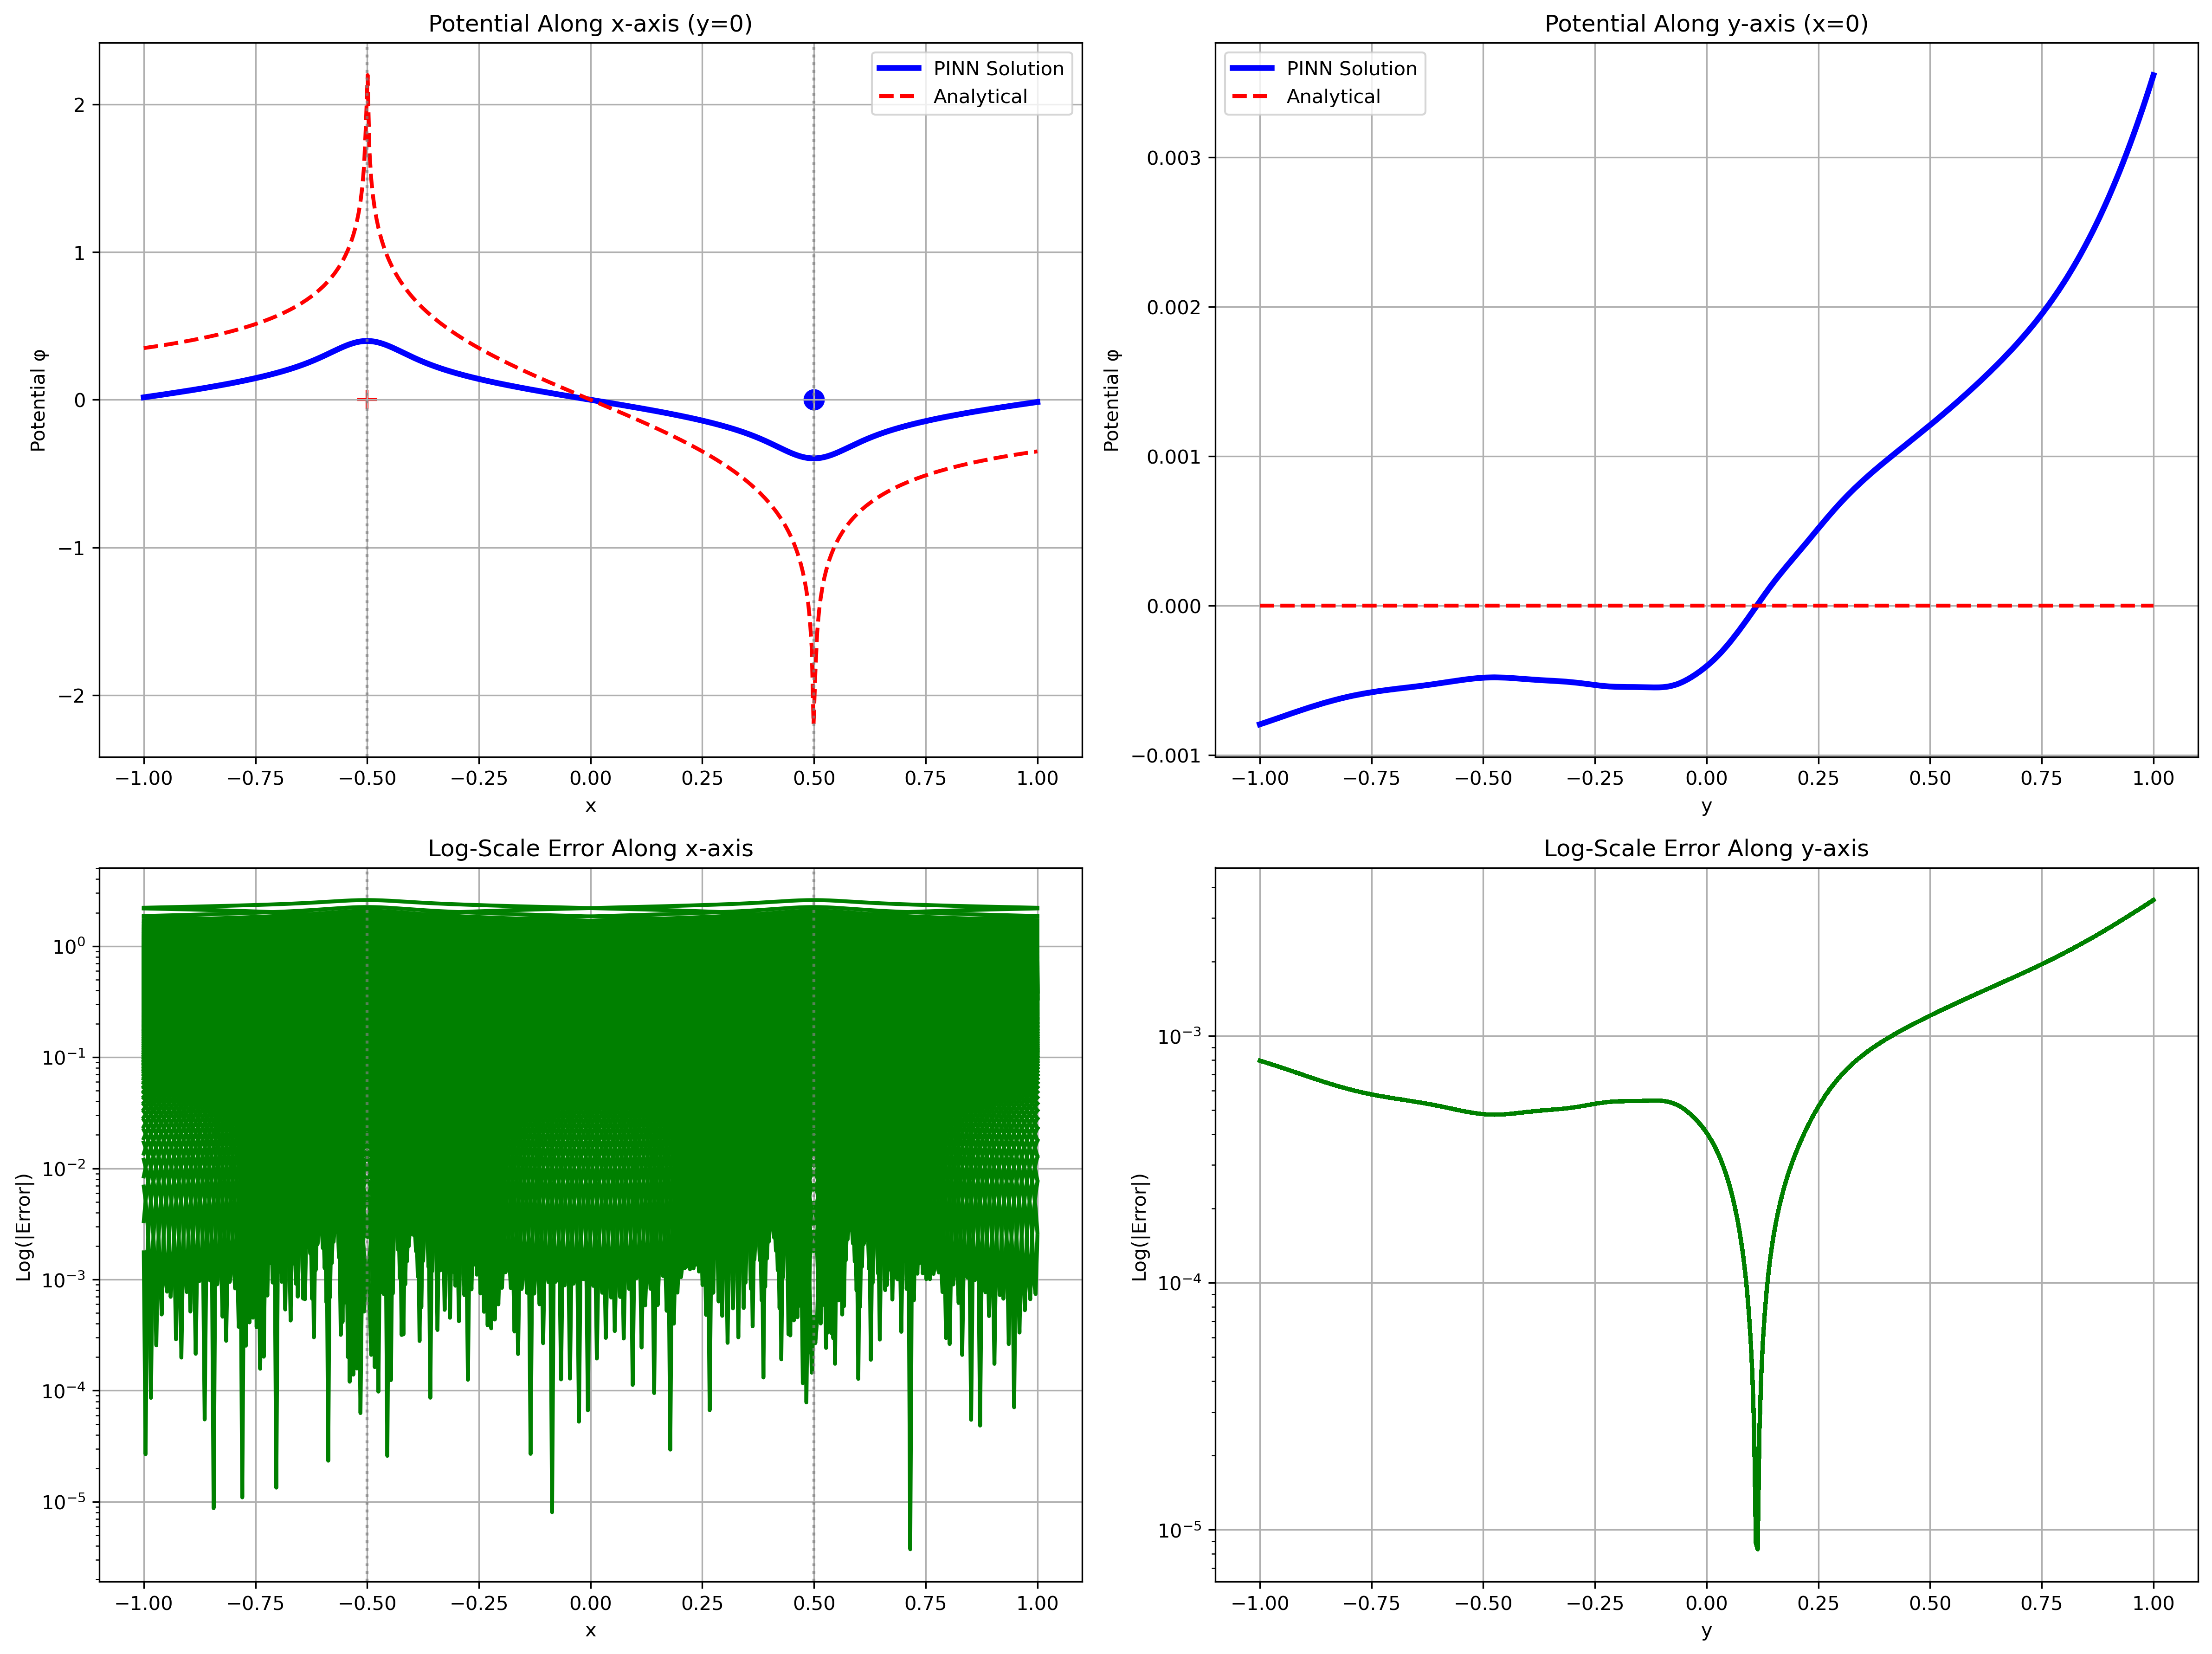 Potential Along x-axis (y=0)
Potential φ
2
1
0
−1
−2
PINN Solution
Analytical
−1.00 −0.75 −0.50 −0.25 0.00 0.25 0.50 0.75 1.00
x
Potential Along y-axis (x=0)
Potential φ
0.003
0.002
0.001
0.000
−0.001
PINN Solution
Analytical
−1.00 −0.75 −0.50 −0.25 0.00 0.25 0.50 0.75 1.00
y
Log-Scale Error Along x-axis
Log(|Error|)
10⁰
10⁻¹
10⁻²
10⁻³
10⁻⁴
10⁻⁵
−1.00 −0.75 −0.50 −0.25 0.00 0.25 0.50 0.75 1.00
x
Log-Scale Error Along y-axis
Log(|Error|)
10⁻³
10⁻⁴
10⁻⁵
−1.00 −0.75 −0.50 −0.25 0.00 0.25 0.50 0.75 1.00
y